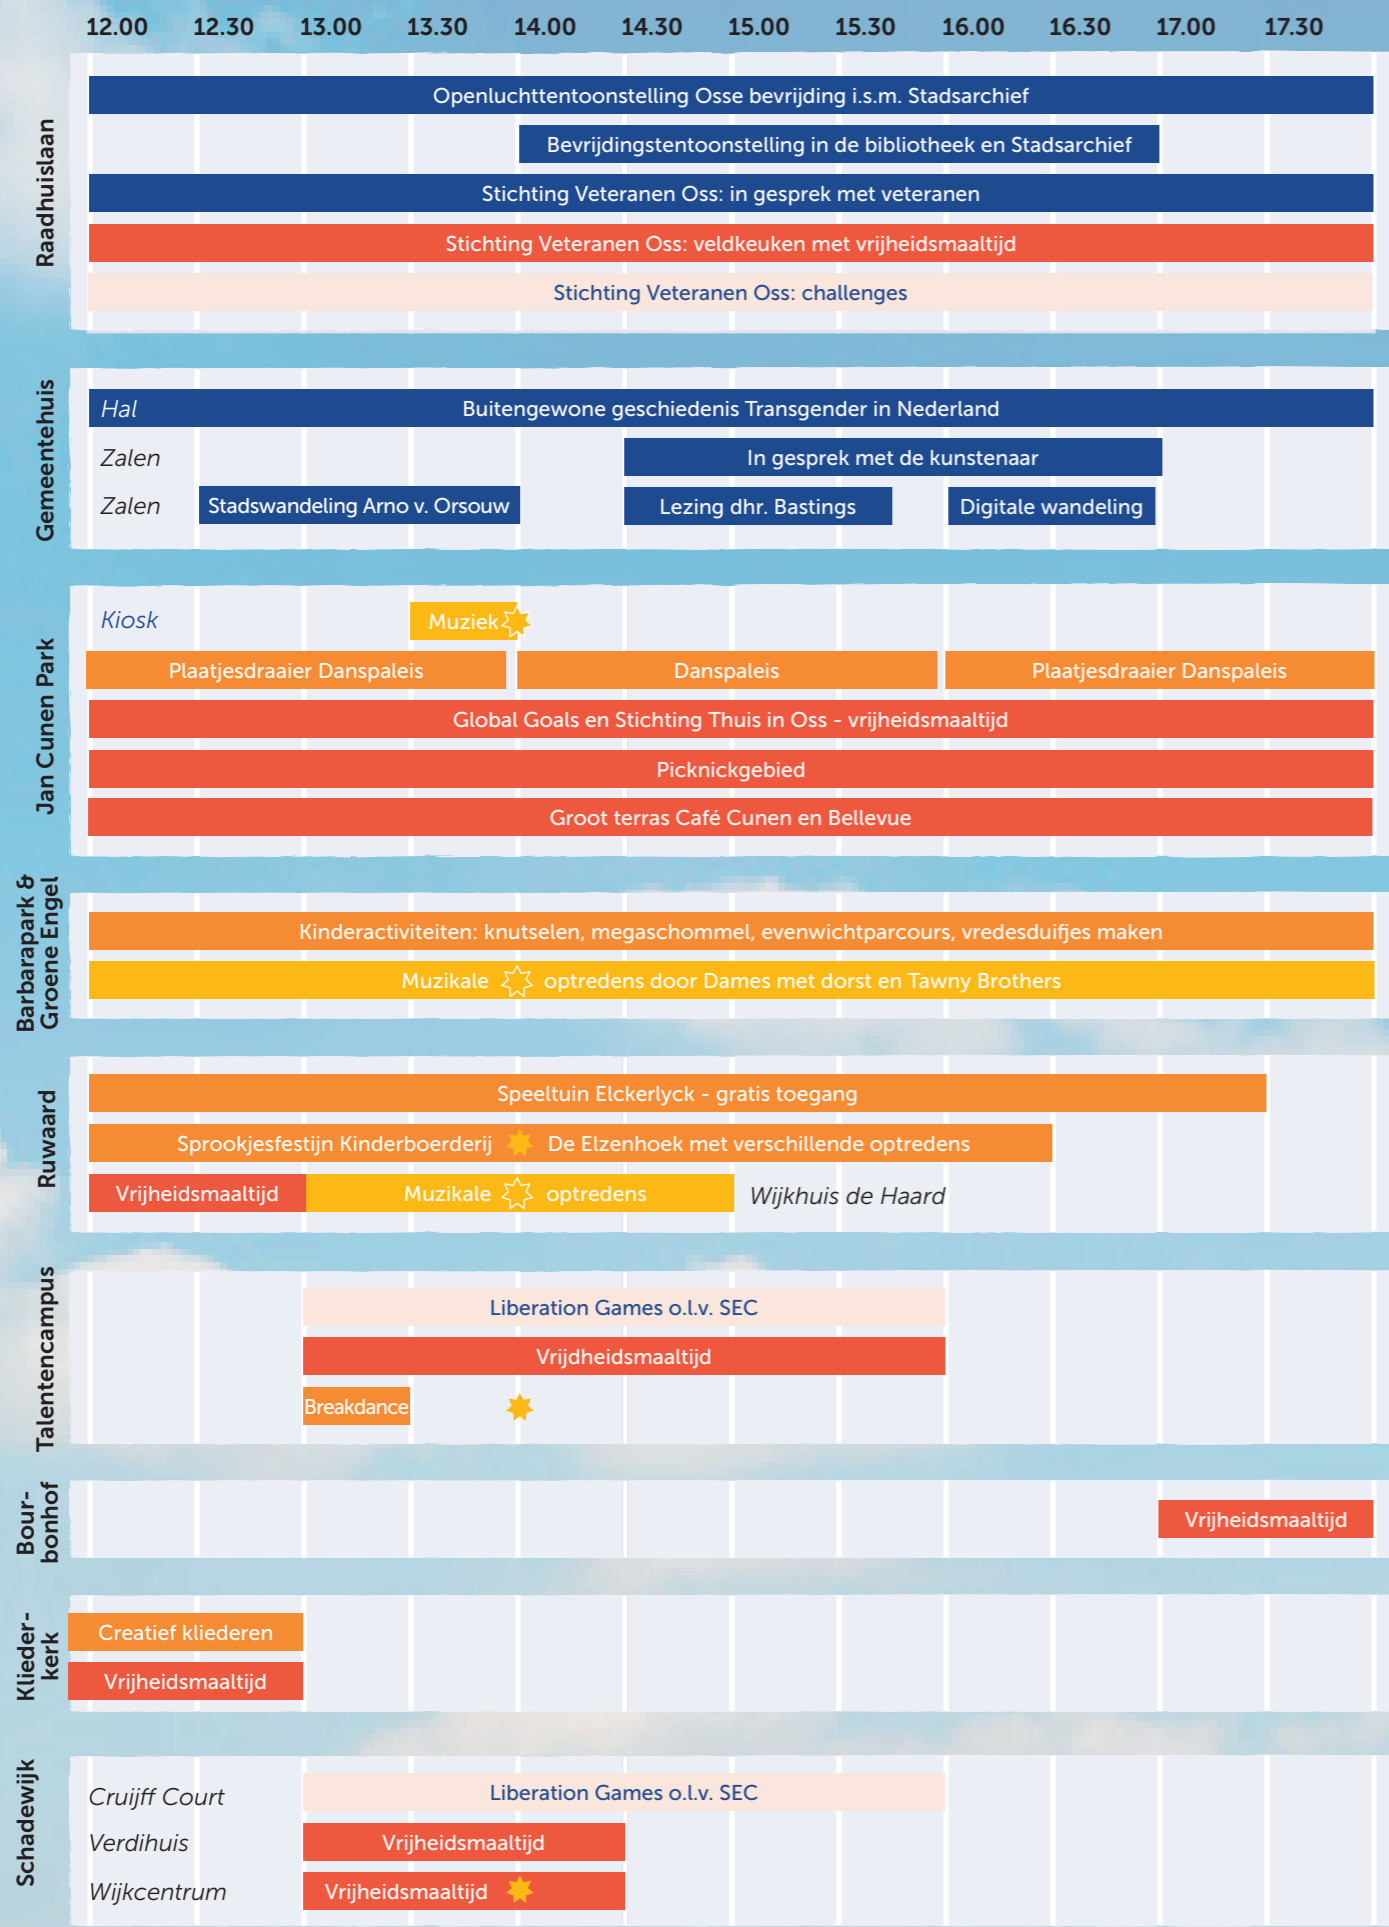 12.00 12.30 13.00 13.30 14.00 14.30 15.00 15.30 16.00 16.30 17.00 17.30
Raadhuislaan
Openluchttentoonstelling Osse bevrijding i.s.m. Stadsarchief
Bevrijdingstentoonstelling in de bibliotheek en Stadsarchief
Stichting Veteranen Oss: in gesprek met veteranen
Stichting Veteranen Oss: veldkeuken met vrijheidsmaaltijd
Stichting Veteranen Oss: challenges
Gemeentehuis
Hal Buitengewone geschiedenis Transgender in Nederland
Zalen In gesprek met de kunstenaar
Zalen Stadswandeling Arno v. Orsouw Lezing dhr. Bastings Digitale wandeling
Jan Cunen Park
Kiosk Muziek
Plaatjesdraaier Danspaleis Danspaleis Plaatjesdraaier Danspaleis
Global Goals en Stichting Thuis in Oss - vrijheidsmaaltijd
Picknickgebied
Groot terras Café Cunen en Bellevue
Barbarapark &
Groene Engel
Kinderactiviteiten: knutselen, megaschommel, evenwichtparcours, vredesduifjes maken
Muzikale optredens door Dames met dorst en Tawny Brothers
Ruwaard
Speeltuin Elckerlyck - gratis toegang
Sprookjesfestijn Kinderboerderij De Elzenhoek met verschillende optredens
Vrijheidsmaaltijd Muzikale optredens Wijkhuis de Haard
Talentencampus
Liberation Games o.l.v. SEC
Vrijdheidsmaaltijd
Breakdance
Bour-
bonhof
Vrijheidsmaaltijd
Klieder-
kerk
Creatief kliederen
Vrijheidsmaaltijd
Schadewijk
Cruijff Court Liberation Games o.l.v. SEC
Verdihuis Vrijheidsmaaltijd
Wijkcentrum Vrijheidsmaaltijd